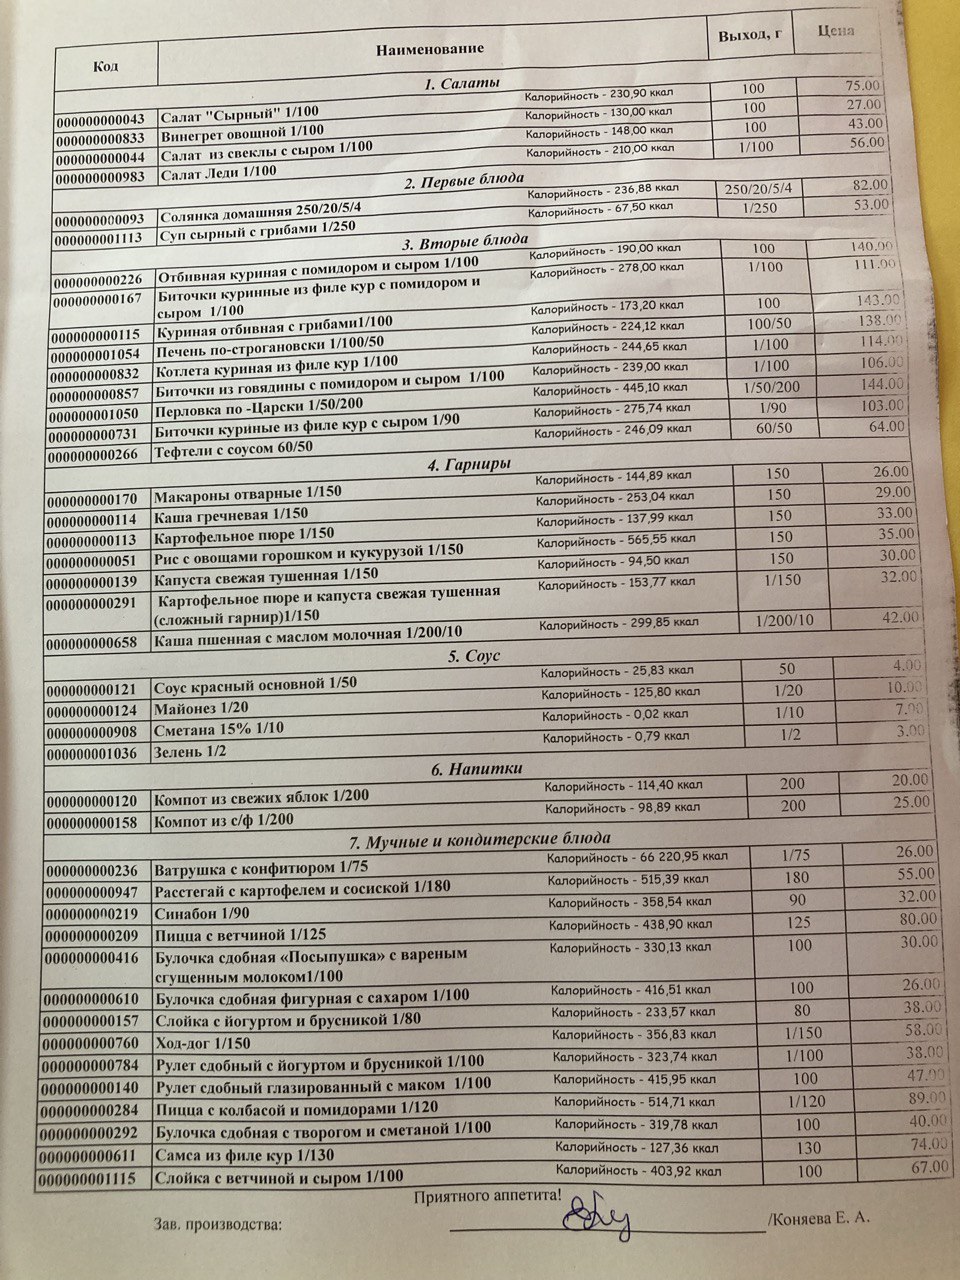 Код Наименование Выход, г Цена
1. Салаты
000000000043 Салат "Сырный" 1/100 Калорийность - 230,90 ккал 100 75.00
000000000833 Винегрет овощной 1/100 Калорийность - 130,00 ккал 100 27.00
000000000044 Салат из свеклы с сыром 1/100 Калорийность - 148,00 ккал 100 43.00
000000000983 Салат Леди 1/100 Калорийность - 210,00 ккал 1/100 56.00
2. Первые блюда
000000000093 Солянка домашняя 250/20/5/4 Калорийность - 236,88 ккал 250/20/5/4 82.00
000000001113 Суп сырный с грибами 1/250 Калорийность - 67,50 ккал 1/250 53.00
3. Вторые блюда
000000000226 Отбивная куриная с помидором и сыром 1/100 Калорийность - 190,00 ккал 100 140.00
000000000167 Биточки куринные из филе кур с помидором и Калорийность - 278,00 ккал 1/100 111.00
сыром 1/100
000000000115 Куриная отбивная с грибами1/100 Калорийность - 173,20 ккал 100 143.00
000000001054 Печень по-строгановски 1/100/50 Калорийность - 224,12 ккал 100/50 138.00
000000000832 Котлета куриная из филе кур 1/100 Калорийность - 244,65 ккал 1/100 114.00
000000000857 Биточки из говядины с помидором и сыром 1/100 Калорийность - 239,00 ккал 1/100 106.00
000000001050 Перловка по -Царски 1/50/200 Калорийность - 445,10 ккал 1/50/200 144.00
000000000731 Биточки куриные из филе кур с сыром 1/90 Калорийность - 275,74 ккал 1/90 103.00
000000000266 Тефтели с соусом 60/50 Калорийность - 246,09 ккал 60/50 64.00
4. Гарниры
000000000170 Макароны отварные 1/150 Калорийность - 144,89 ккал 150 26.00
000000000114 Каша гречневая 1/150 Калорийность - 253,04 ккал 150 29.00
000000000113 Картофельное пюре 1/150 Калорийность - 137,99 ккал 150 33.00
000000000051 Рис с овощами горошком и кукурузой 1/150 Калорийность - 565,55 ккал 150 35.00
000000000139 Капуста свежая тушенная 1/150 Калорийность - 94,50 ккал 150 30.00
000000000291 Картофельное пюре и капуста свежая тушенная Калорийность - 153,77 ккал 1/150 32.00
(сложный гарнир)1/150
000000000658 Каша пшенная с маслом молочная 1/200/10 Калорийность - 299,85 ккал 1/200/10 42.00
5. Соус
000000000121 Соус красный основной 1/50 Калорийность - 25,83 ккал 50 4.00
000000000124 Майонез 1/20 Калорийность - 125,80 ккал 1/20 10.00
000000000908 Сметана 15% 1/10 Калорийность - 0,02 ккал 1/10 7.00
000000001036 Зелень 1/2 Калорийность - 0,79 ккал 1/2 3.00
6. Напитки
000000000120 Компот из свежих яблок 1/200 Калорийность - 114,40 ккал 200 20.00
000000000158 Компот из с/ф 1/200 Калорийность - 98,89 ккал 200 25.00
7. Мучные и кондитерские блюда
000000000236 Ватрушка с конфитюром 1/75 Калорийность - 66 220,95 ккал 1/75 26.00
000000000947 Расстегай с картофелем и сосиской 1/180 Калорийность - 515,39 ккал 180 55.00
000000000219 Синабон 1/90 Калорийность - 358,54 ккал 90 32.00
000000000209 Пицца с ветчиной 1/125 Калорийность - 438,90 ккал 125 80.00
000000000416 Булочка сдобная «Посыпушка» с вареным Калорийность - 330,13 ккал 100 30.00
сгущенным молоком1/100
000000000610 Булочка сдобная фигурная с сахаром 1/100 Калорийность - 416,51 ккал 100 26.00
000000000157 Слойка с йогуртом и брусникой 1/80 Калорийность - 233,57 ккал 80 38.00
000000000760 Ход-дог 1/150 Калорийность - 356,83 ккал 1/150 58.00
000000000784 Рулет сдобный с йогуртом и брусникой 1/100 Калорийность - 323,74 ккал 1/100 38.00
000000000140 Рулет сдобный глазированный с маком 1/100 Калорийность - 415,95 ккал 100 47.00
000000000284 Пицца с колбасой и помидорами 1/120 Калорийность - 514,71 ккал 1/120 89.00
000000000292 Булочка сдобная с творогом и сметаной 1/100 Калорийность - 319,78 ккал 100 40.00
000000000611 Самса из филе кур 1/130 Калорийность - 127,36 ккал 130 74.00
000000001115 Слойка с ветчиной и сыром 1/100 Калорийность - 403,92 ккал 100 67.00
Приятного аппетита!
Зав. производства: /Коняева Е. А.